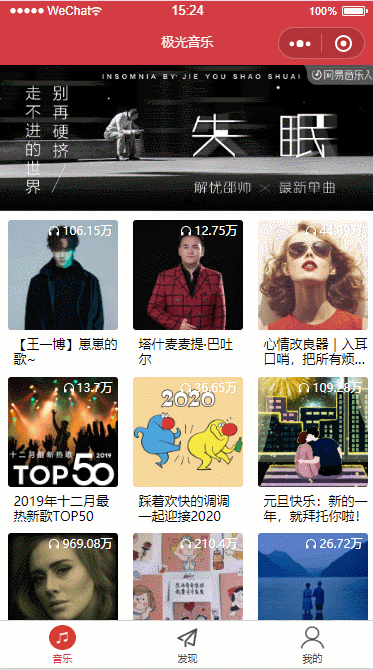 WeChat
15:24
100%
极光音乐
INSOMNIA BY JIE YOU SHAO SHUAI
网易音乐人
别再硬挤
走不进的世界
失眠
解忧邵帅 × 最新单曲
106.15万
12.75万
【王一博】崽崽的
歌~
塔什麦麦提·巴吐
尔
心情改良器｜入耳
口哨，把所有烦...
13.7万
36.65万
109.28万
十二月最新热歌 2019
TOP50
2020
2019年十二月最
热新歌TOP50
踩着欢快的调调
一起迎接2020
元旦快乐：新的一
年，就拜托你啦！
969.08万
210.4万
26.72万
音乐
发现
我的